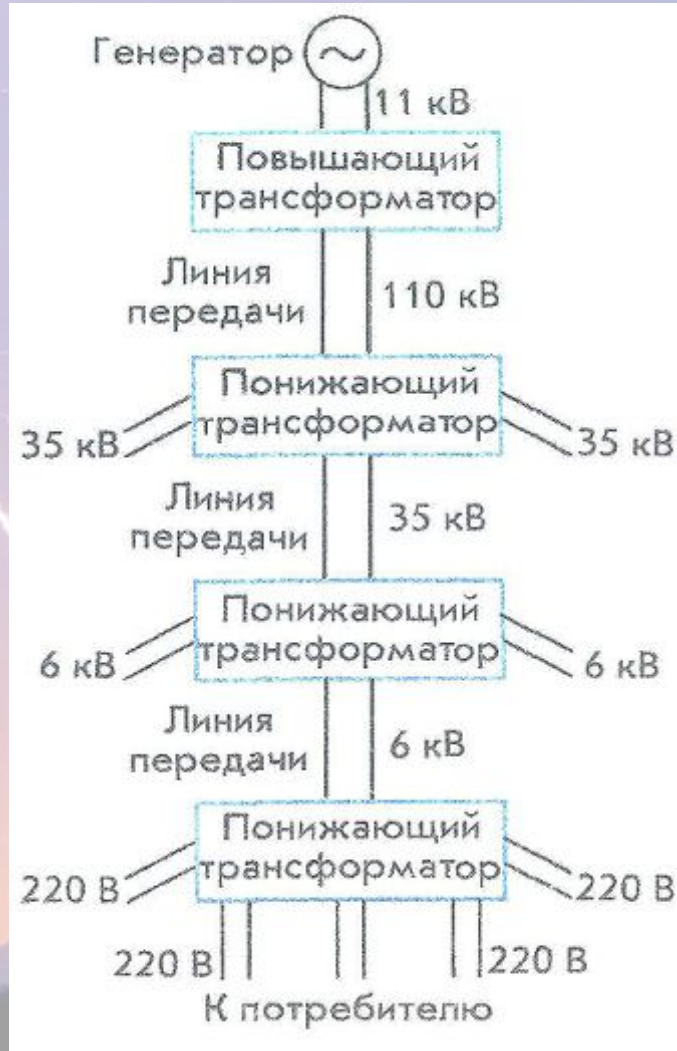 Генератор
11 кВ
Повышающий
трансформатор
Линия
передачи
110 кВ
Понижающий
трансформатор
35 кВ
35 кВ
Линия
передачи
35 кВ
Понижающий
трансформатор
6 кВ
6 кВ
Линия
передачи
6 кВ
Понижающий
трансформатор
220 В
220 В
220 В
220 В
К потребителю